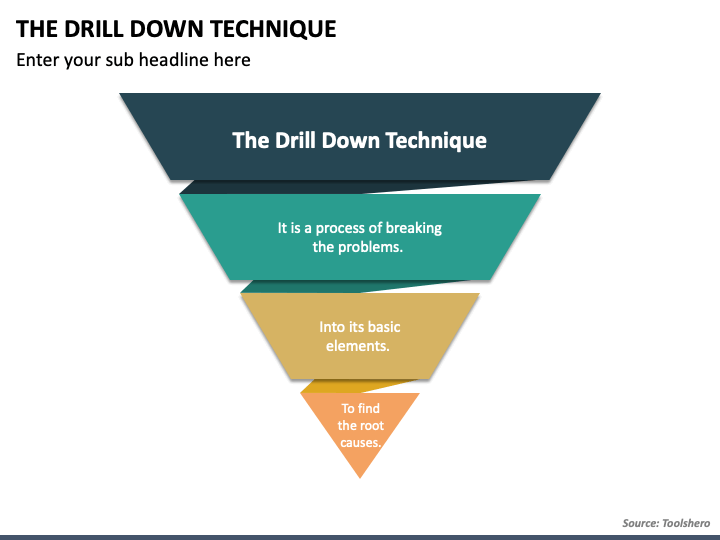 THE DRILL DOWN TECHNIQUE
Enter your sub headline here
The Drill Down Technique
It is a process of breaking
the problems.
Into its basic
elements.
To find
the root
causes.
Source: Toolshero